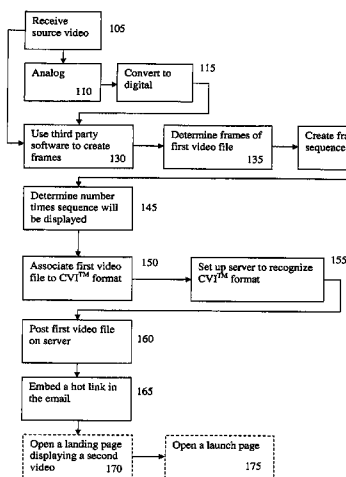 Receive
source video
105
Analog
110
Convert to
digital
115
Use third party
software to create
frames
130
Determine frames of
first video file
135
Create
sequence
Determine number
times sequence will
be displayed
145
Associate first video
file to CVI™ format
150
Set up server to recognize
CVI™ format
155
Post first video file
on server
160
Embed a hot link in
the email
165
Open a landing page
displaying a second
video
170
Open a launch page
175